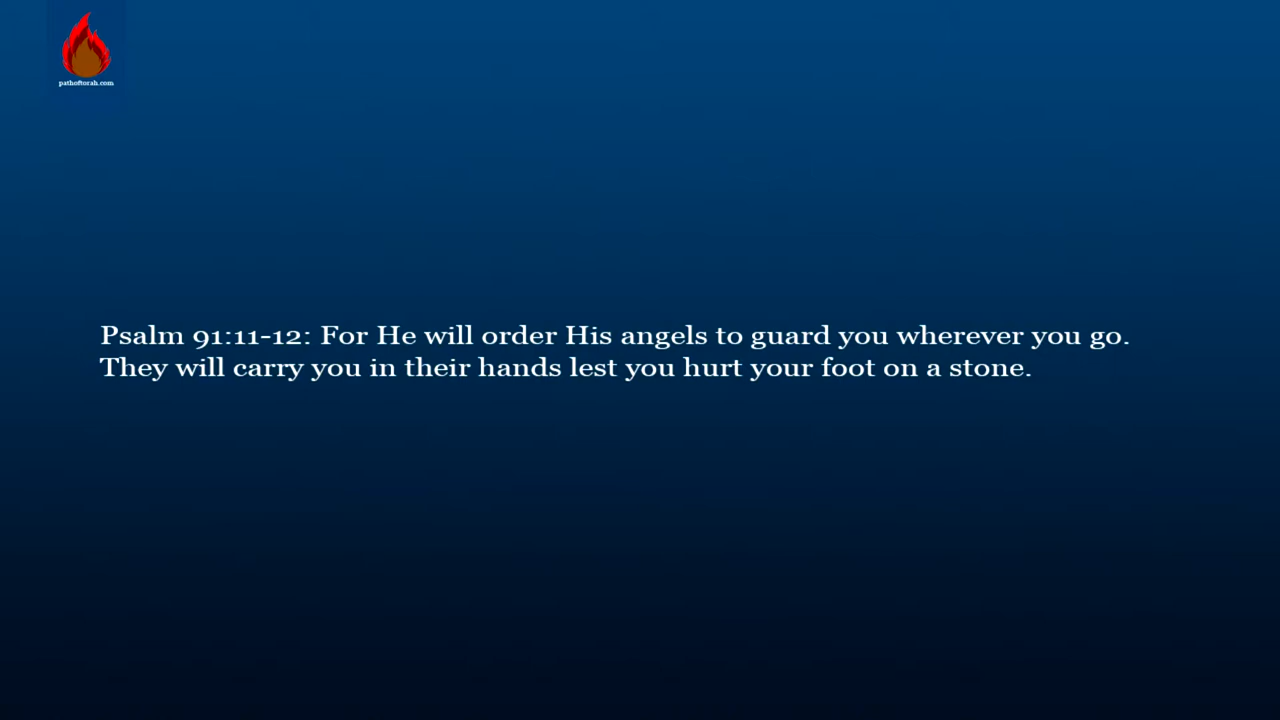 pathoftorah.com
Psalm 91:11-12: For He will order His angels to guard you wherever you go.
They will carry you in their hands lest you hurt your foot on a stone.